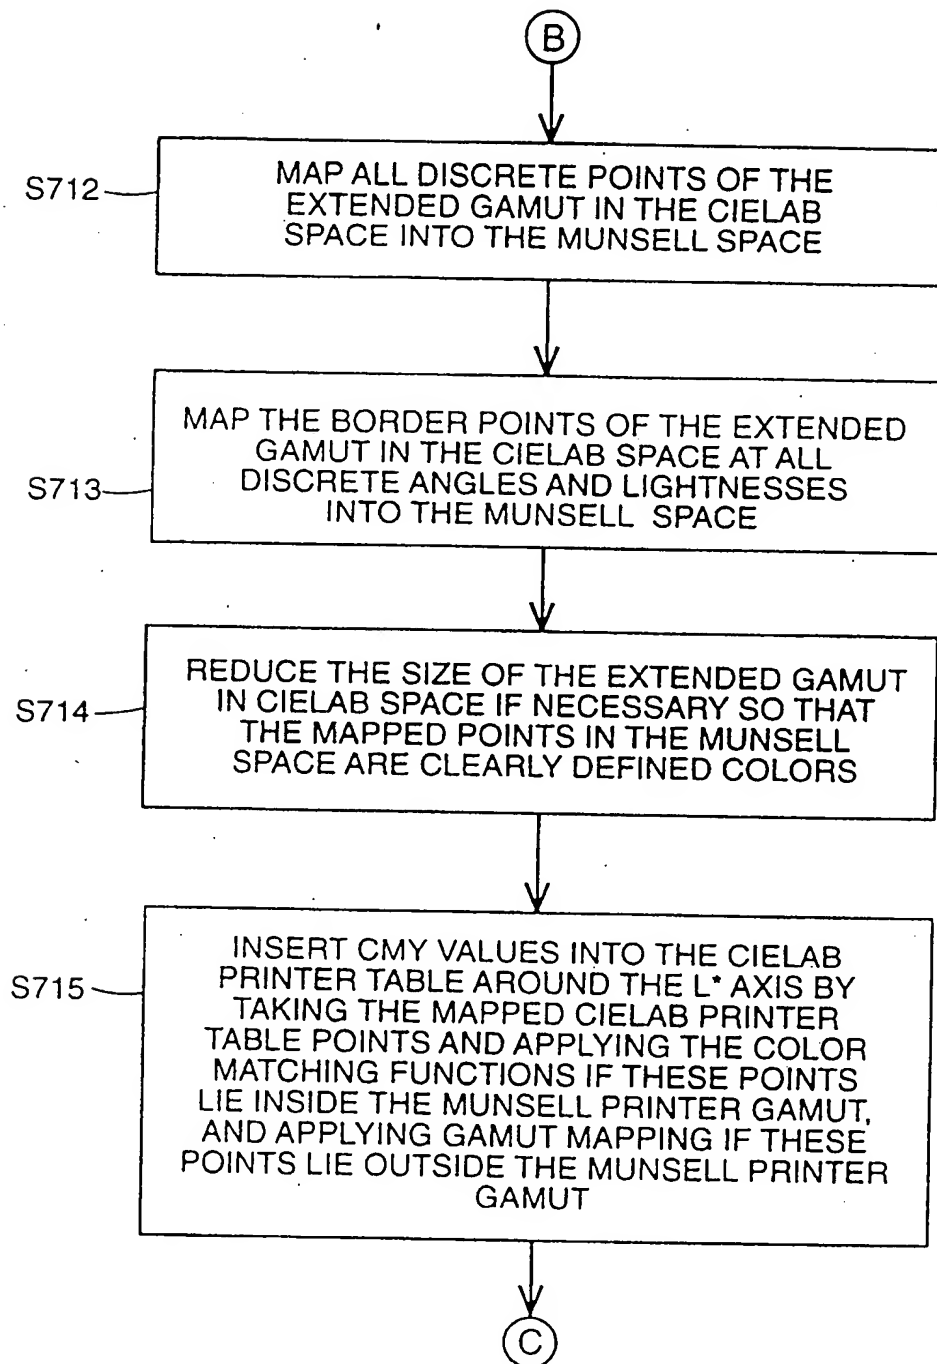 B
S712
MAP ALL DISCRETE POINTS OF THE
EXTENDED GAMUT IN THE CIELAB
SPACE INTO THE MUNSELL SPACE
S713
MAP THE BORDER POINTS OF THE EXTENDED
GAMUT IN THE CIELAB SPACE AT ALL
DISCRETE ANGLES AND LIGHTNESSES
INTO THE MUNSELL SPACE
S714
REDUCE THE SIZE OF THE EXTENDED GAMUT
IN CIELAB SPACE IF NECESSARY SO THAT
THE MAPPED POINTS IN THE MUNSELL
SPACE ARE CLEARLY DEFINED COLORS
S715
INSERT CMY VALUES INTO THE CIELAB
PRINTER TABLE AROUND THE L* AXIS BY
TAKING THE MAPPED CIELAB PRINTER
TABLE POINTS AND APPLYING THE COLOR
MATCHING FUNCTIONS IF THESE POINTS
LIE INSIDE THE MUNSELL PRINTER GAMUT,
AND APPLYING GAMUT MAPPING IF THESE
POINTS LIE OUTSIDE THE MUNSELL PRINTER
GAMUT
C